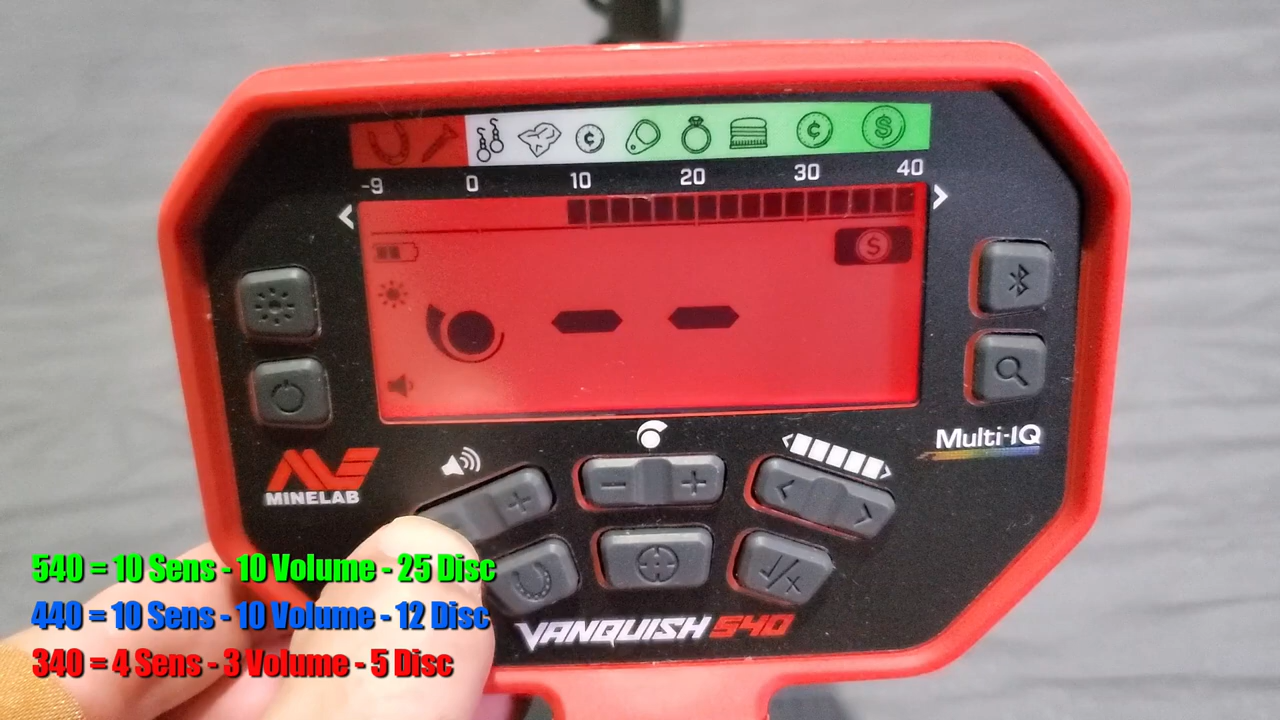 -9 0 10 20 30 40
Multi-IQ
MINELAB
540 = 10 Sens - 10 Volume - 25 Disc
440 = 10 Sens - 10 Volume - 12 Disc
340 = 4 Sens - 3 Volume - 5 Disc
VANQUISH 540